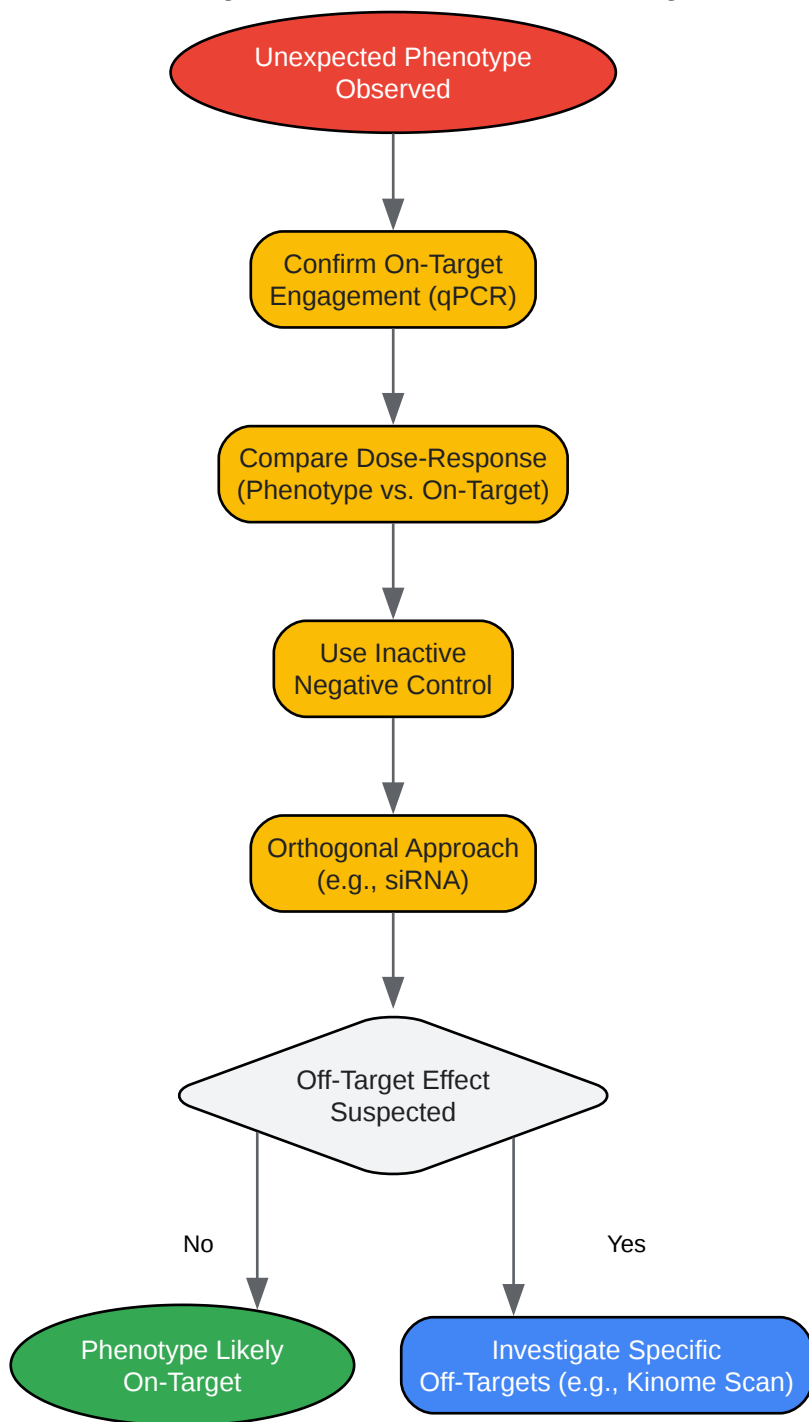 Unexpected Phenotype
Observed
Confirm On-Target
Engagement (qPCR)
Compare Dose-Response
(Phenotype vs. On-Target)
Use Inactive
Negative Control
Orthogonal Approach
(e.g., siRNA)
Off-Target Effect
Suspected
No
Yes
Phenotype Likely
On-Target
Investigate Specific
Off-Targets (e.g., Kinome Scan)